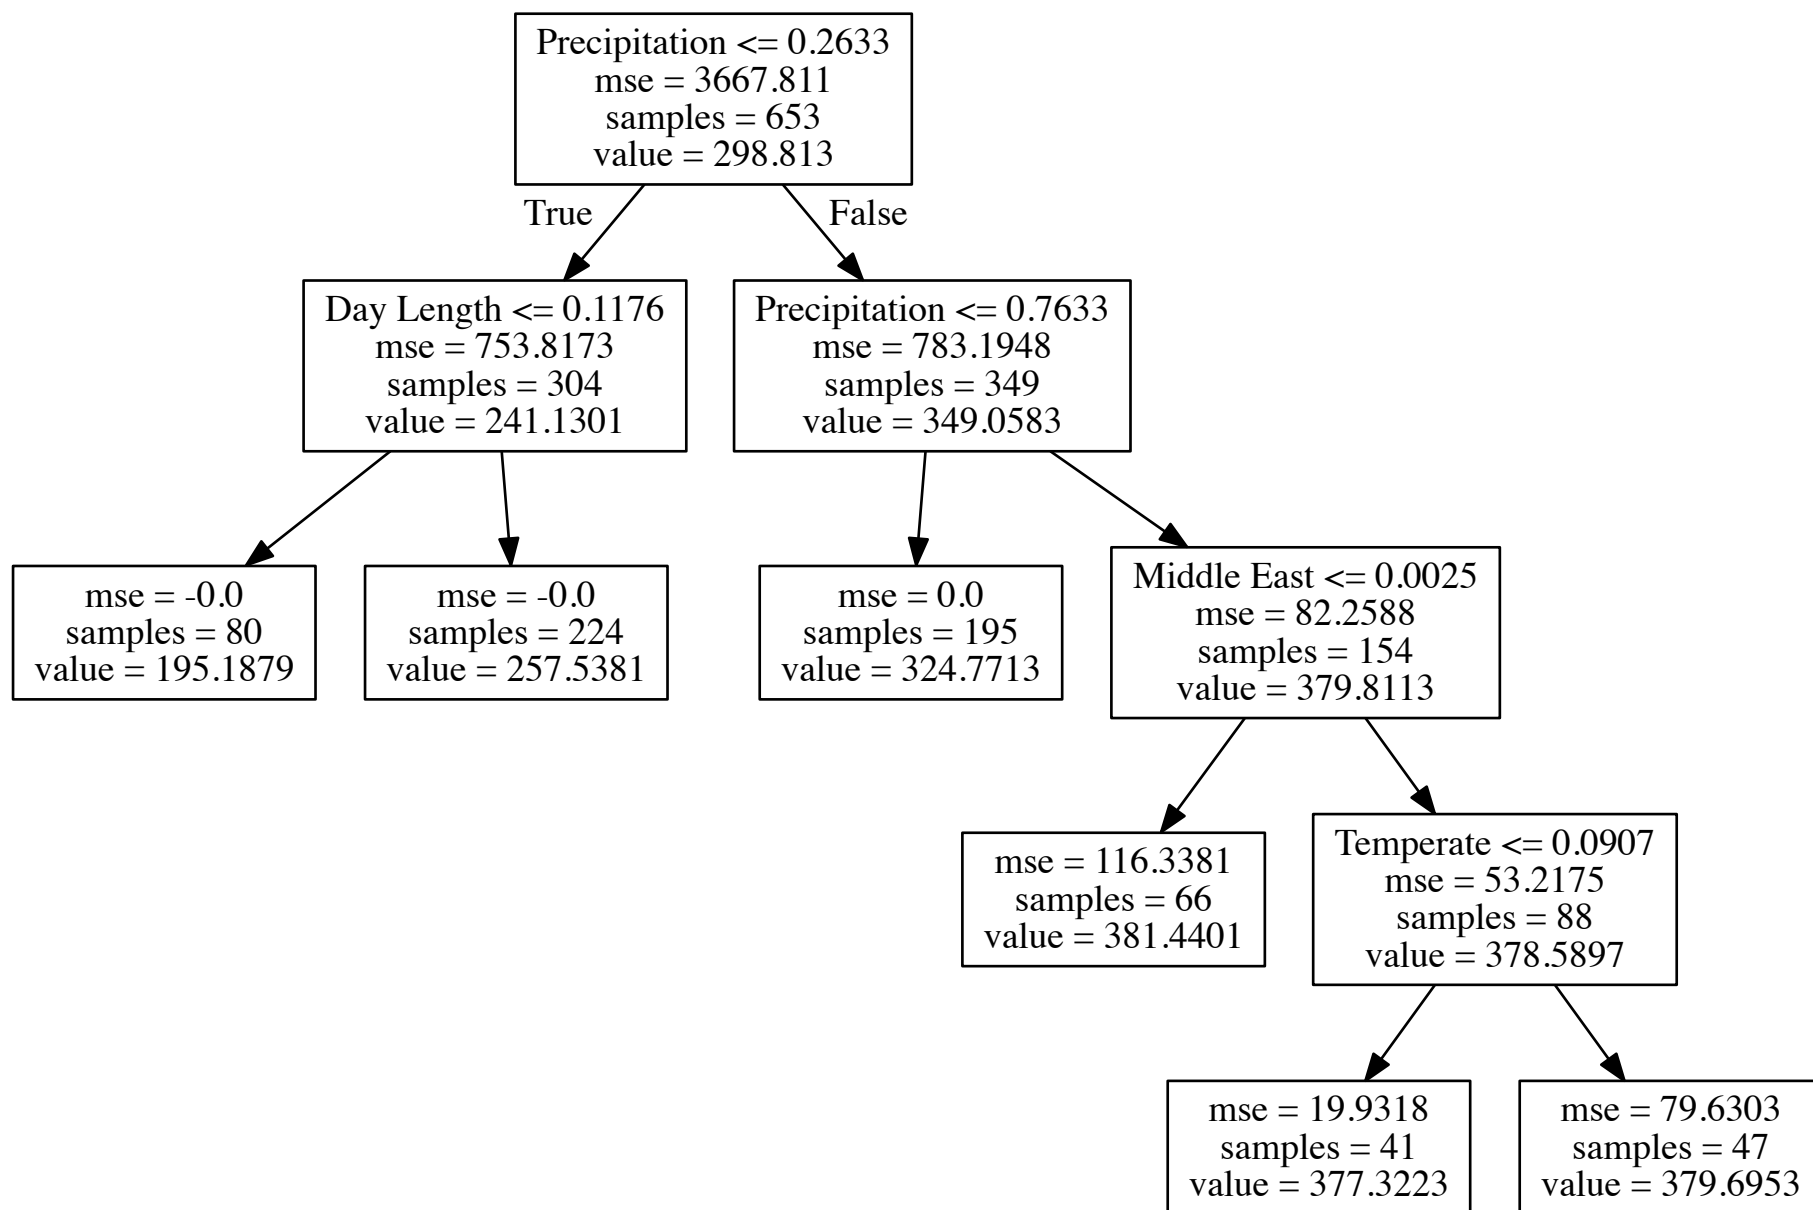 Precipitation <= 0.2633
mse = 3667.811
samples = 653
value = 298.813
True
False
Day Length <= 0.1176
mse = 753.8173
samples = 304
value = 241.1301
Precipitation <= 0.7633
mse = 783.1948
samples = 349
value = 349.0583
mse = -0.0
samples = 80
value = 195.1879
mse = -0.0
samples = 224
value = 257.5381
mse = 0.0
samples = 195
value = 324.7713
Middle East <= 0.0025
mse = 82.2588
samples = 154
value = 379.8113
mse = 116.3381
samples = 66
value = 381.4401
Temperate <= 0.0907
mse = 53.2175
samples = 88
value = 378.5897
mse = 19.9318
samples = 41
value = 377.3223
mse = 79.6303
samples = 47
value = 379.6953